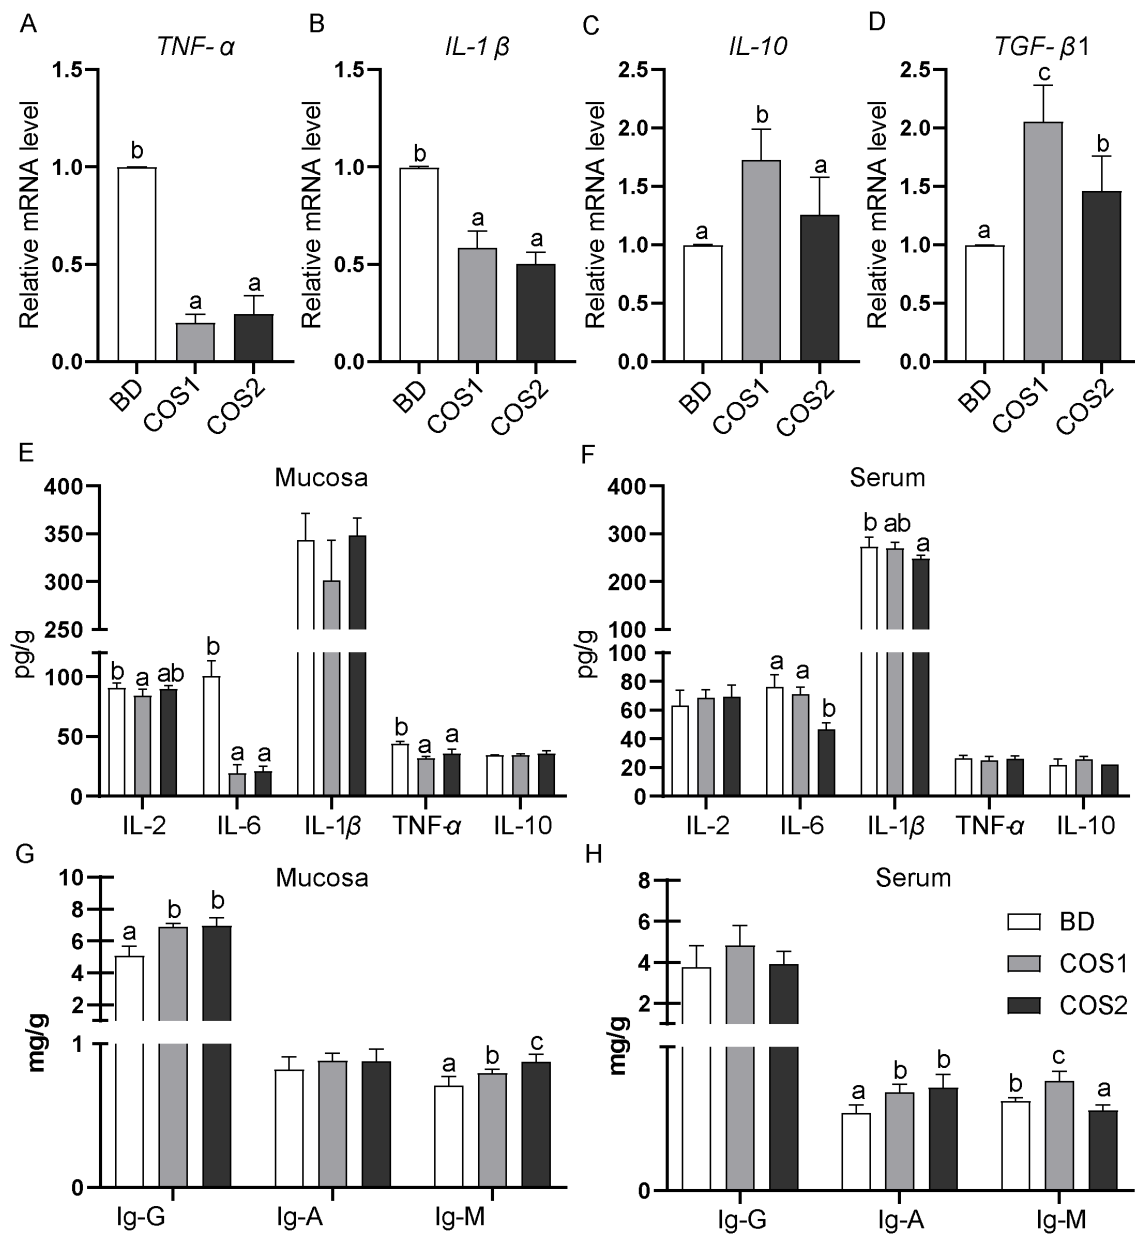 A
TNF- α
Relative mRNA level
1.5
1.0
0.5
0.0
b
a
a
BD
COS1
COS2
B
IL-1 β
Relative mRNA level
1.5
1.0
0.5
0.0
b
a
a
BD
COS1
COS2
C
IL-10
Relative mRNA level
2.5
2.0
1.5
1.0
0.5
0.0
a
b
a
BD
COS1
COS2
D
TGF- β1
Relative mRNA level
2.5
2.0
1.5
1.0
0.5
0.0
a
c
b
BD
COS1
COS2
E
Mucosa
pg/g
400
350
300
250
100
50
0
b a ab
b a a
b a a
IL-2
IL-6
IL-1β
TNF-α
IL-10
F
Serum
pg/g
400
300
200
100
100
80
60
40
20
0
a a b
b ab a
IL-2
IL-6
IL-1β
TNF-α
IL-10
G
Mucosa
mg/g
10
8
6
4
2
1
0
a b b
a b c
Ig-G
Ig-A
Ig-M
H
Serum
mg/g
8
6
4
2
0
a b b
b c a
Ig-G
Ig-A
Ig-M
BD
COS1
COS2